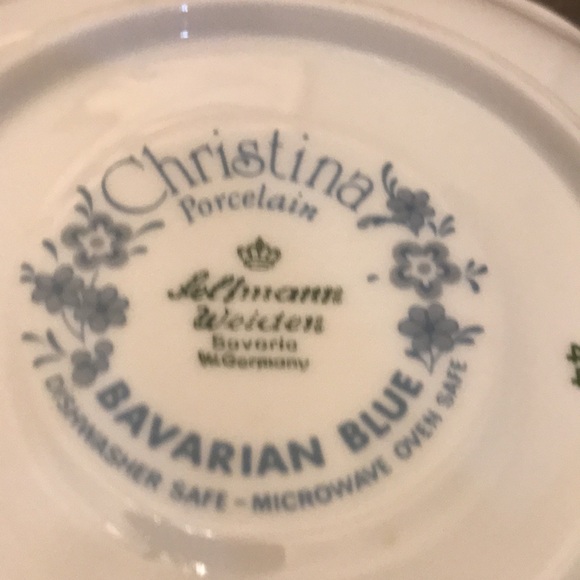 Christina
Porcelain
Seltmann
Weiden
Bavaria
W.Germany
BAVARIAN BLUE
DISHWASHER SAFE - MICROWAVE OVEN SAFE